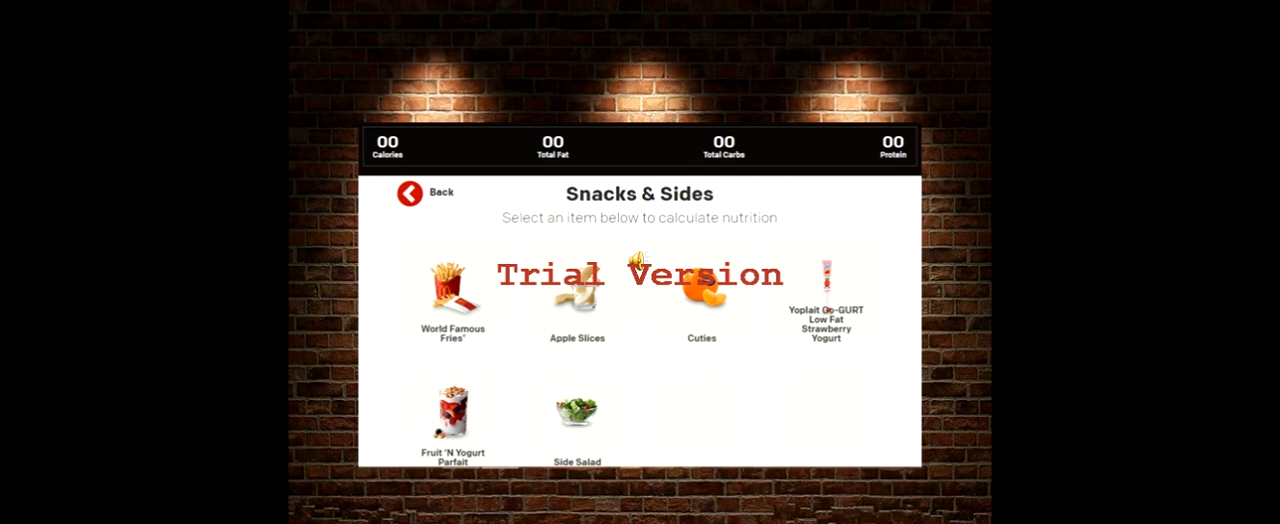 00 00 00 00
Calories Total Fat Total Carbs Protein
Back
Snacks & Sides
Select an item below to calculate nutrition
Trial Version
World Famous
Fries®
Apple Slices
Cuties
Yoplait Go-GURT
Low Fat
Strawberry
Yogurt
Fruit 'N Yogurt
Parfait
Side Salad